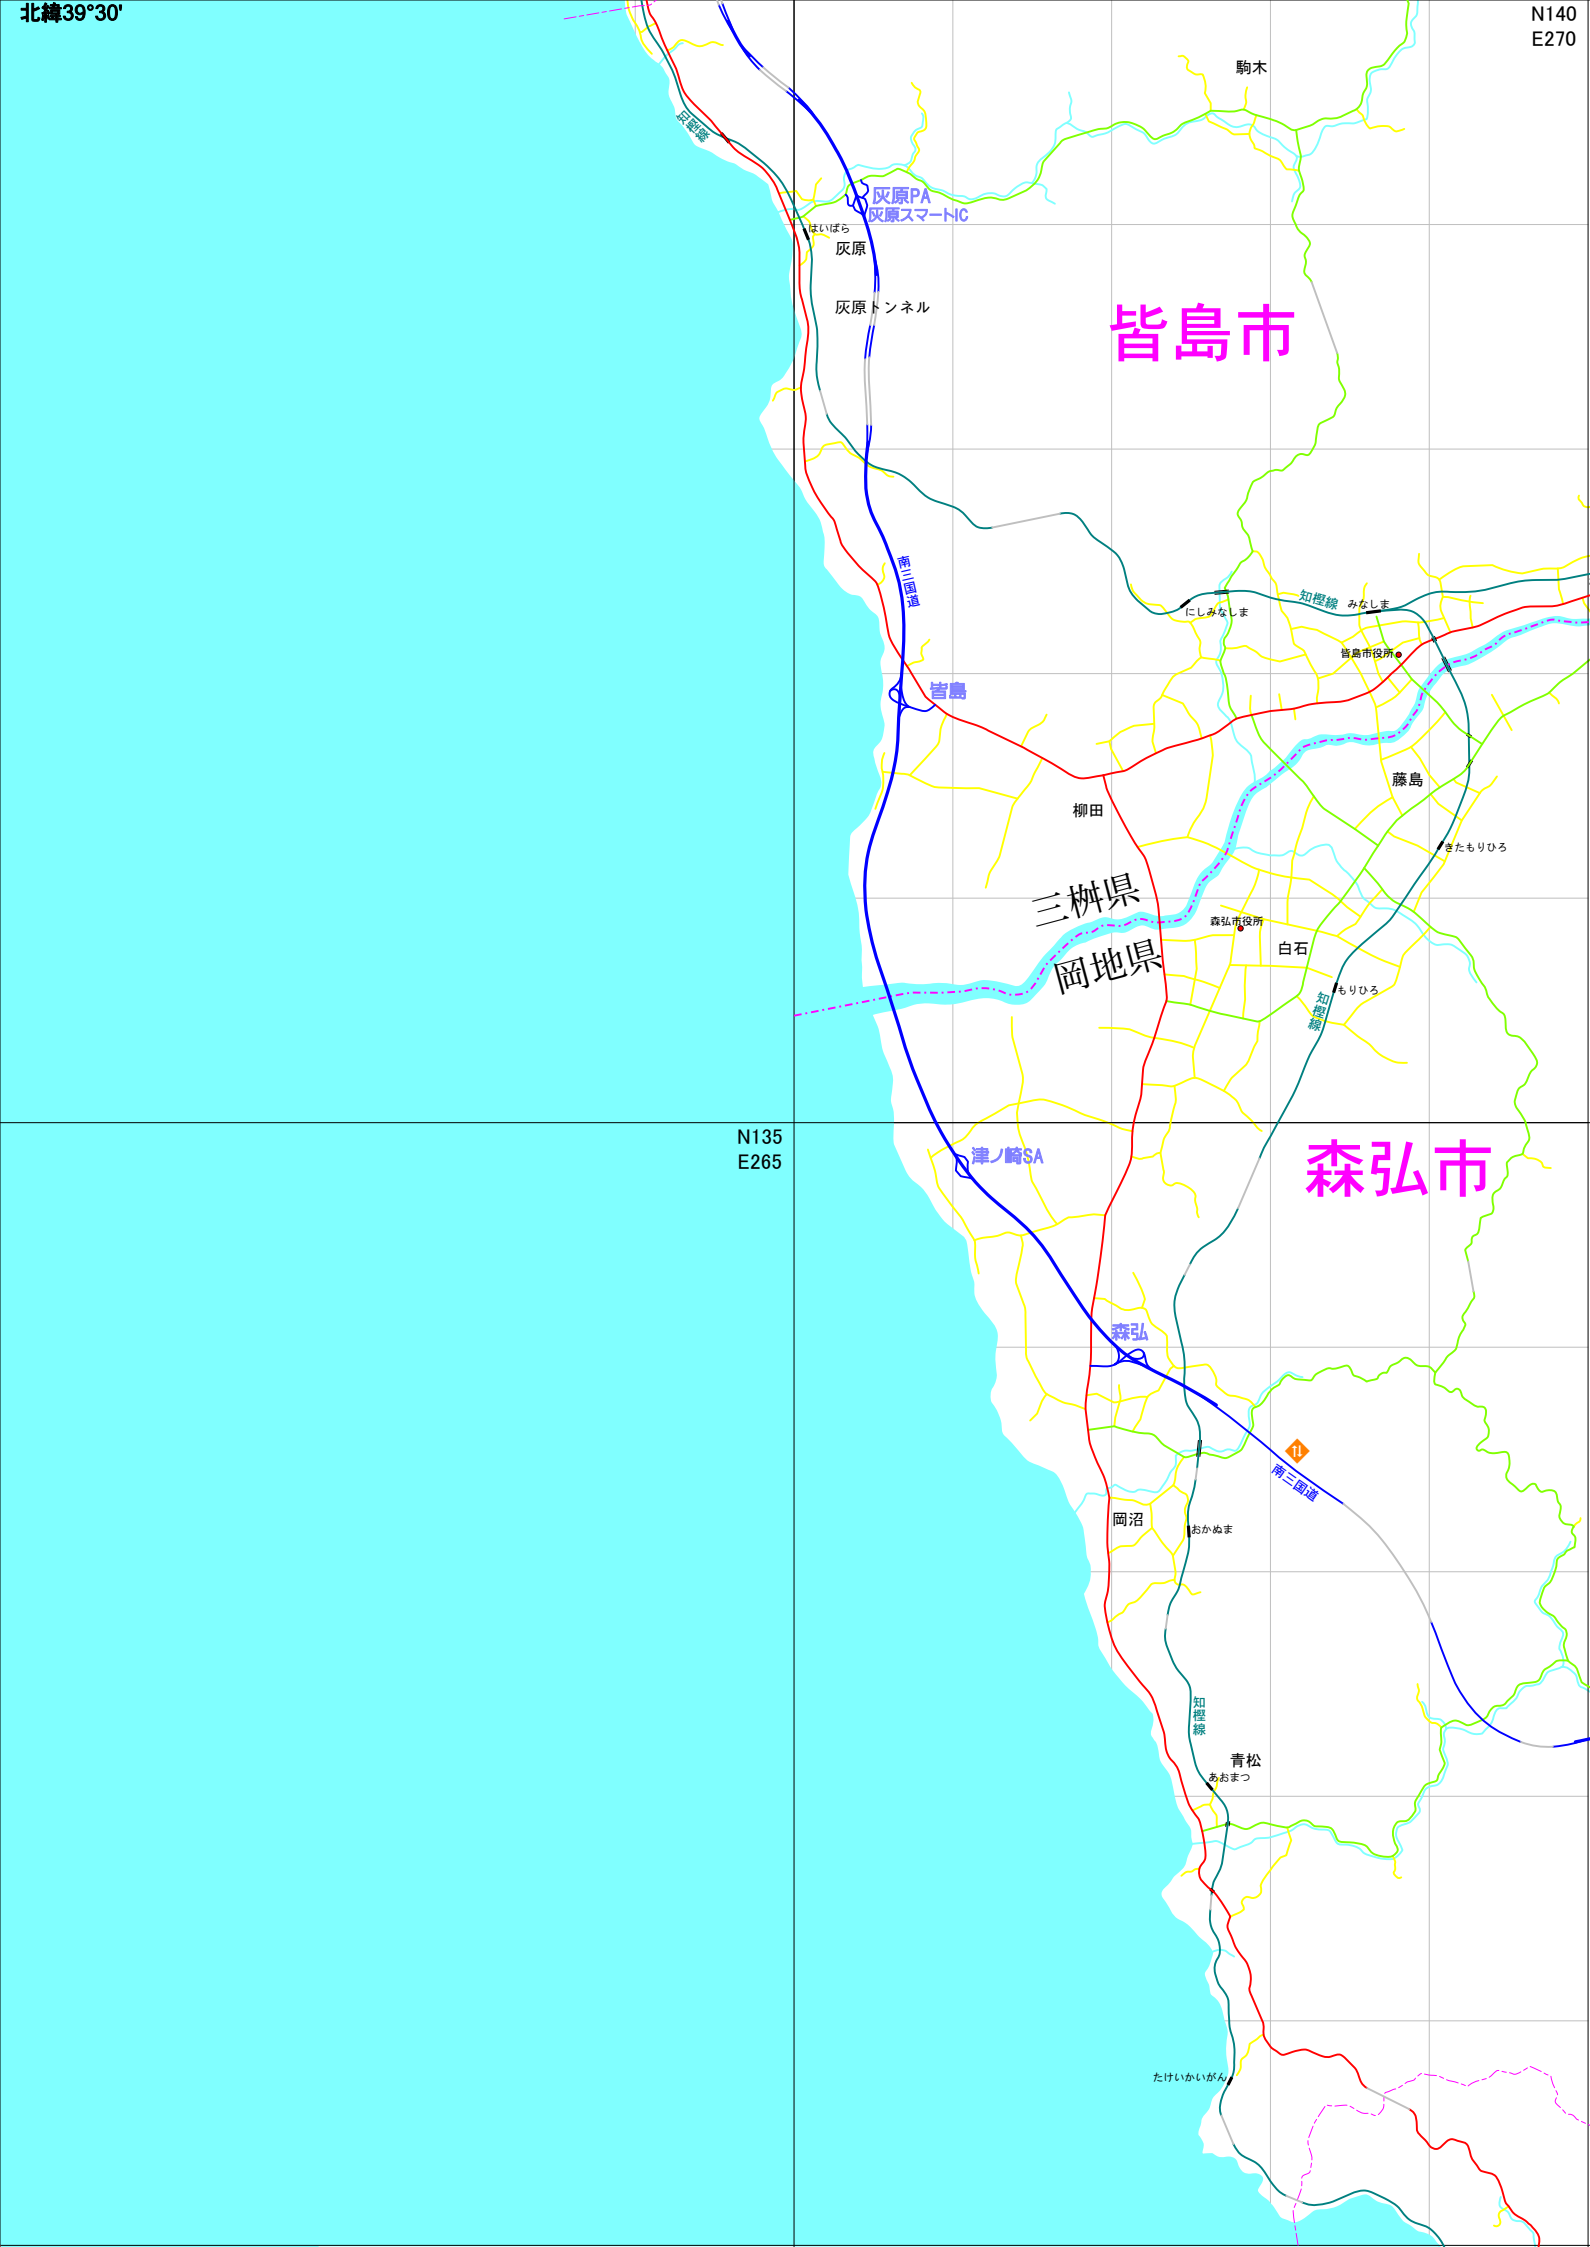 北緯39°30'
N140
E270
駒木
知樫線
灰原PA
灰原スマートIC
はいばら
灰原
灰原トンネル
皆島市
南三国道
知樫線
みなしま
にしみなしま
皆島市役所
皆島
藤島
柳田
きたもりひろ
三桝県
森弘市役所
白石
岡地県
もりひろ
知樫線
N135
E265
津ノ崎SA
森弘市
森弘
南三国道
岡沼
おかぬま
知樫線
青松
あおまつ
たけいかいがん